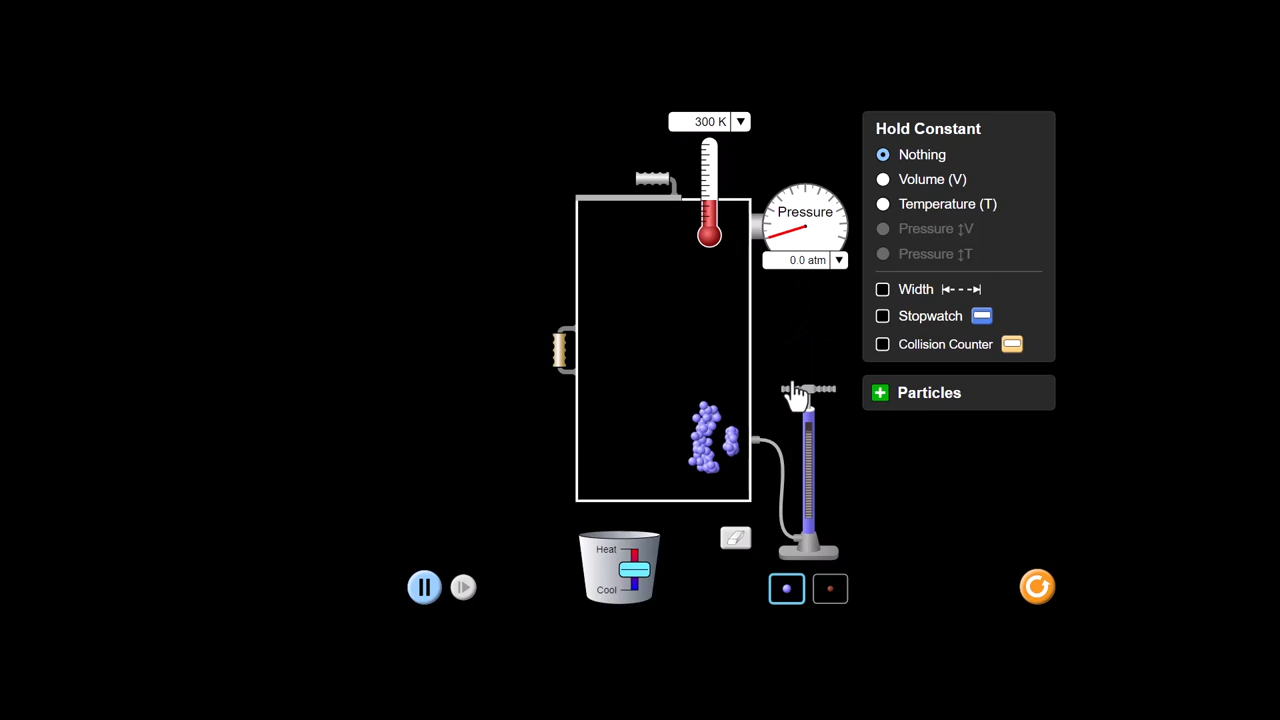 300 K
Hold Constant
Nothing
Volume (V)
Temperature (T)
Pressure ↕V
Pressure ↕T
Pressure
0.0 atm
Width
Stopwatch
Collision Counter
Particles
Heat
Cool